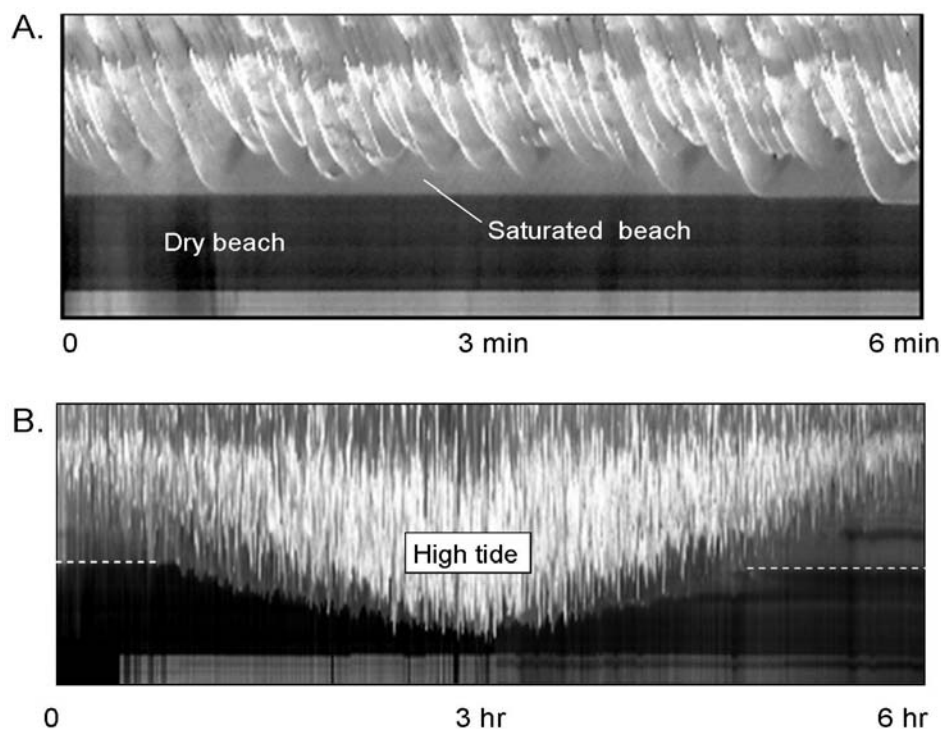 A.
Dry beach
Saturated beach
0
3 min
6 min
B.
High tide
0
3 hr
6 hr